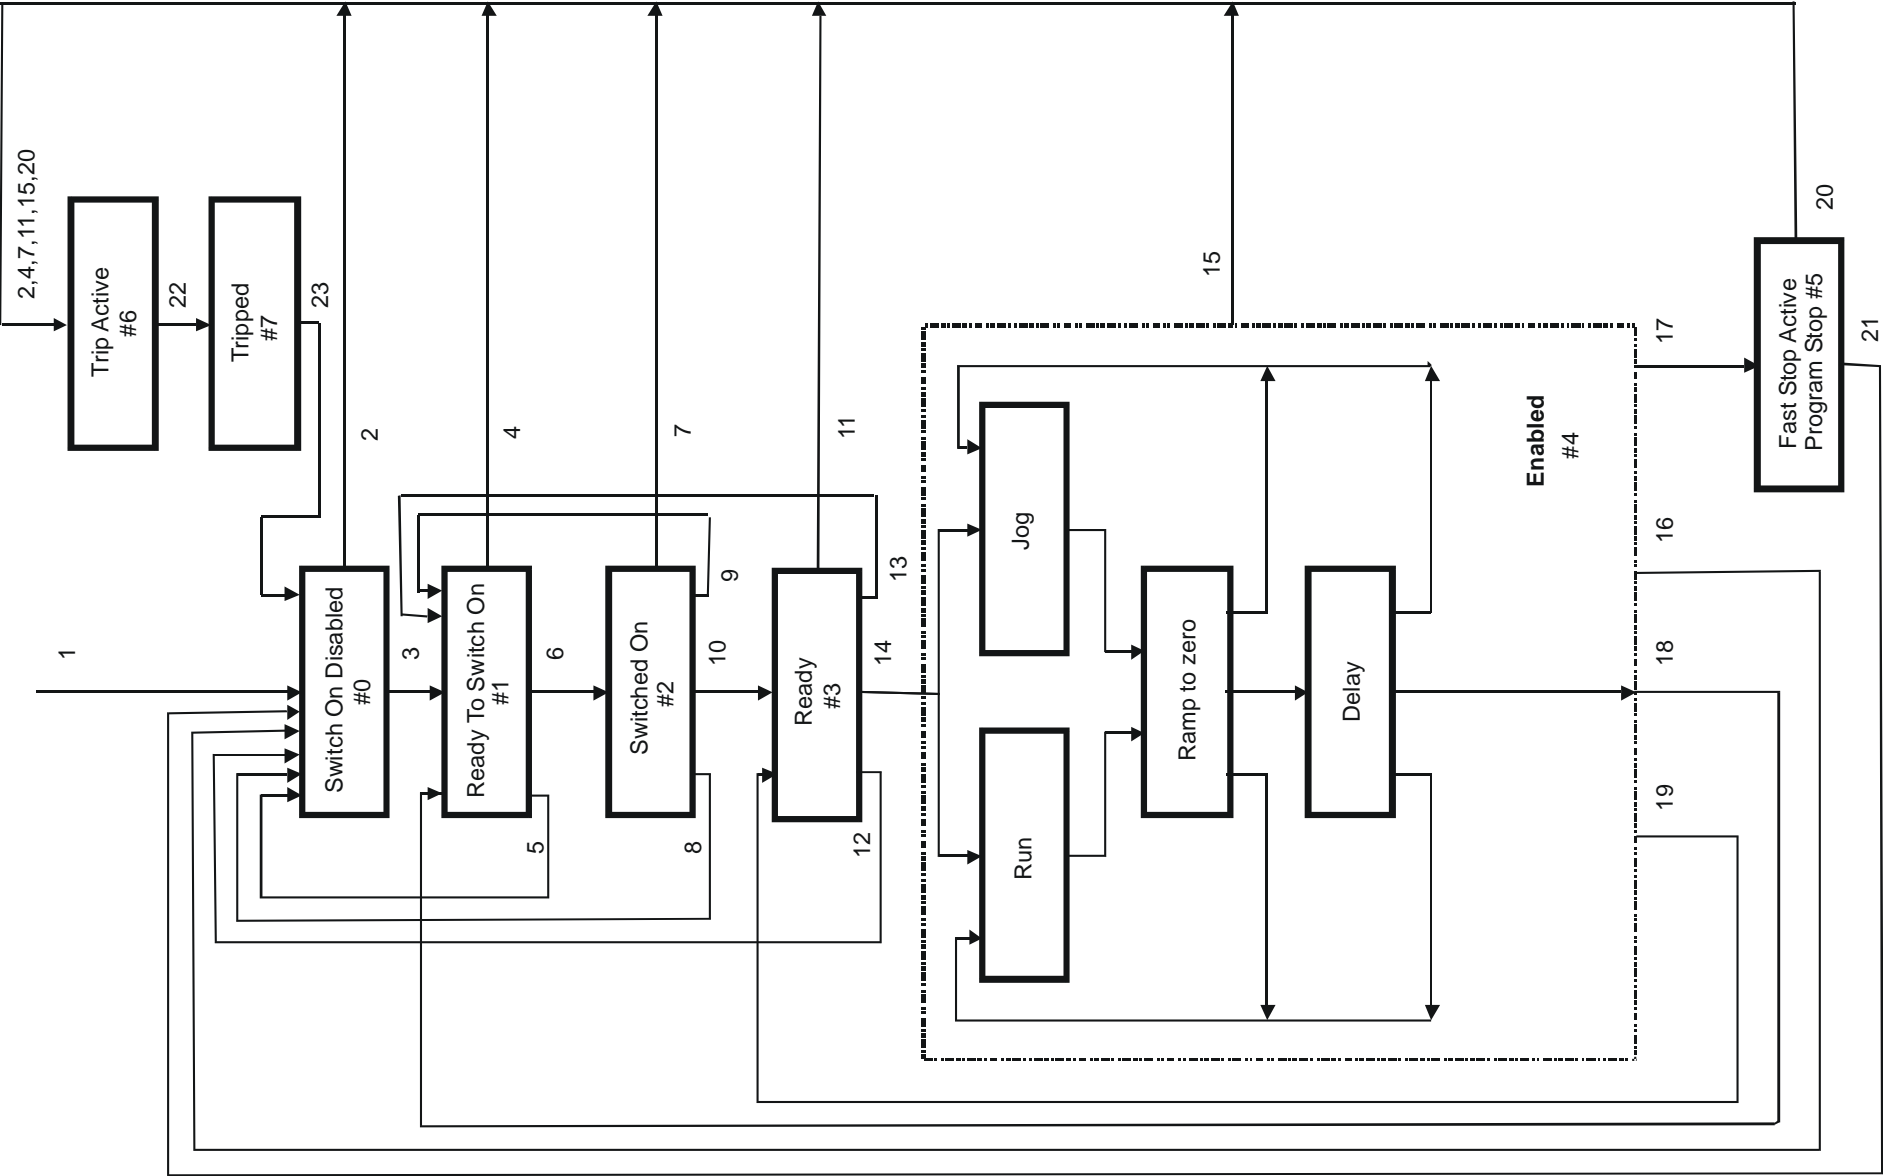 2,4,7,11,15,20
Trip Active
#6
22
Tripped
#7
23
1
Switch On Disabled
#0
2
3
Ready To Switch On
#1
4
5
6
Switched On
#2
7
8
9
10
Ready
#3
11
12
13
14
Run
Jog
Ramp to zero
Delay
Enabled
#4
15
16
17
18
19
Fast Stop Active
Program Stop #5
20
21